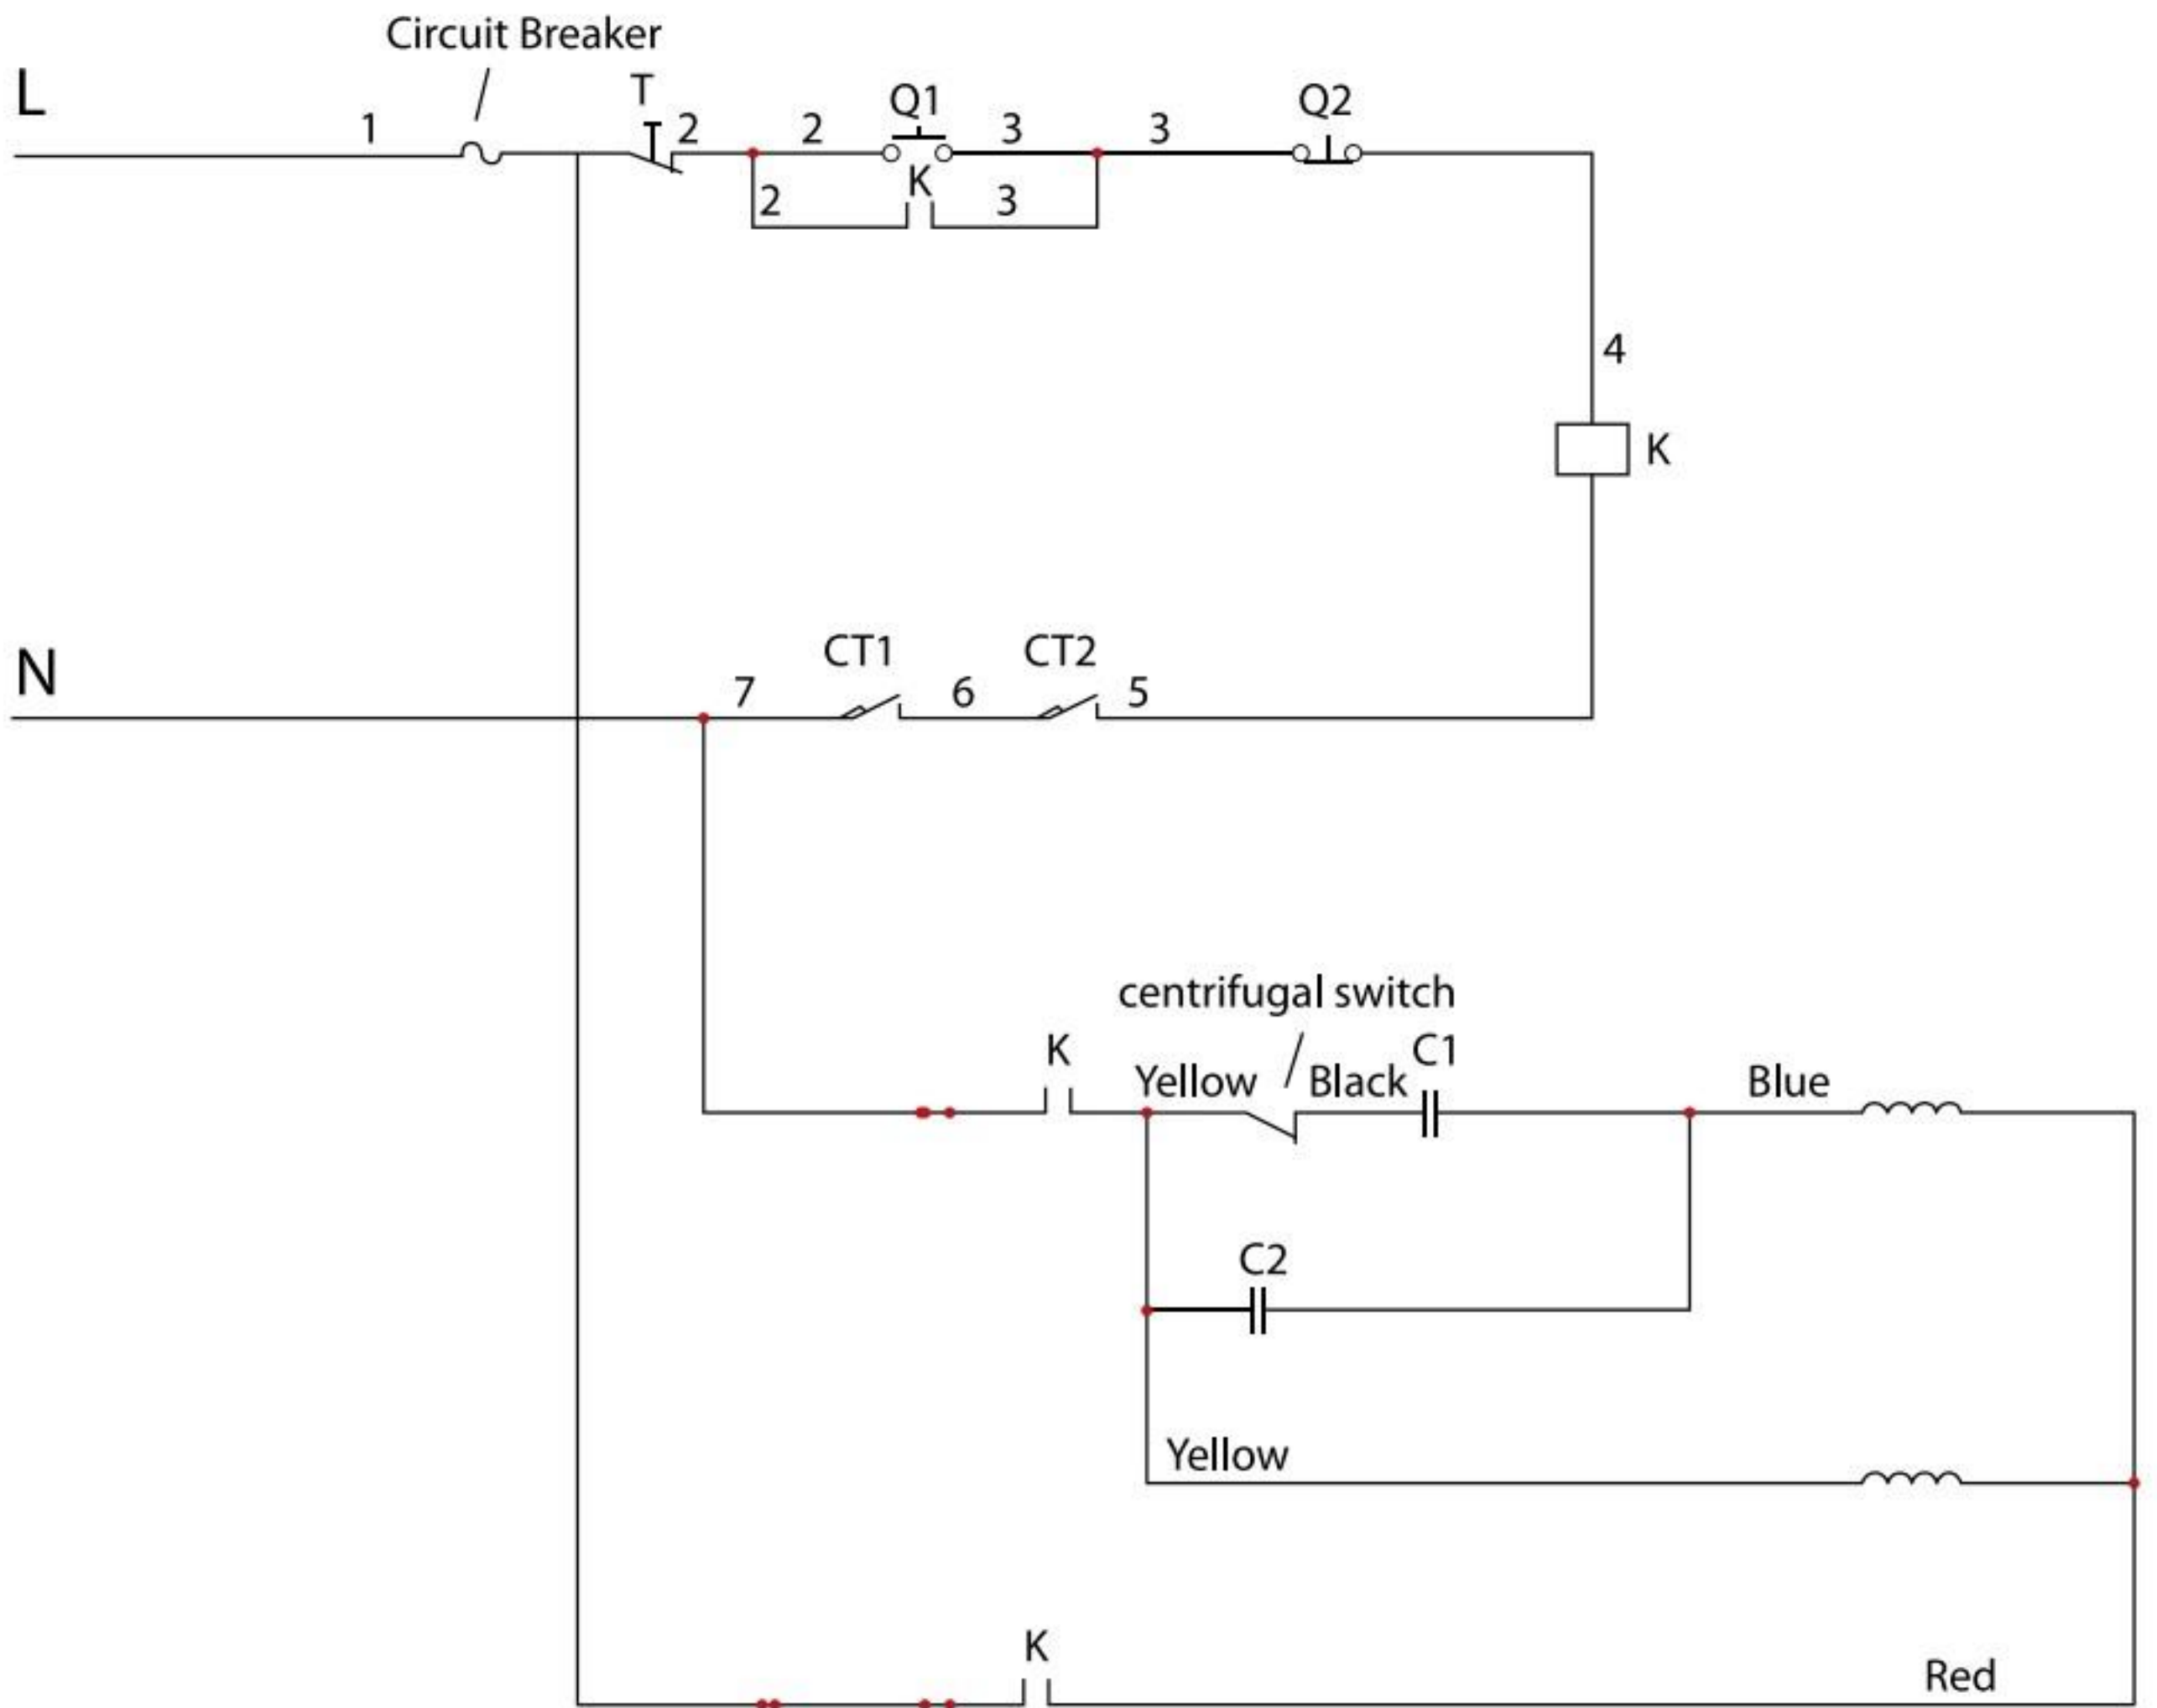 Circuit Breaker
L
1
T
2
2
Q1
3
3
Q2
2
K
3
4
K
N
7
CT1
6
CT2
5
centrifugal switch
K
Yellow
Black
C1
Blue
C2
Yellow
K
Red